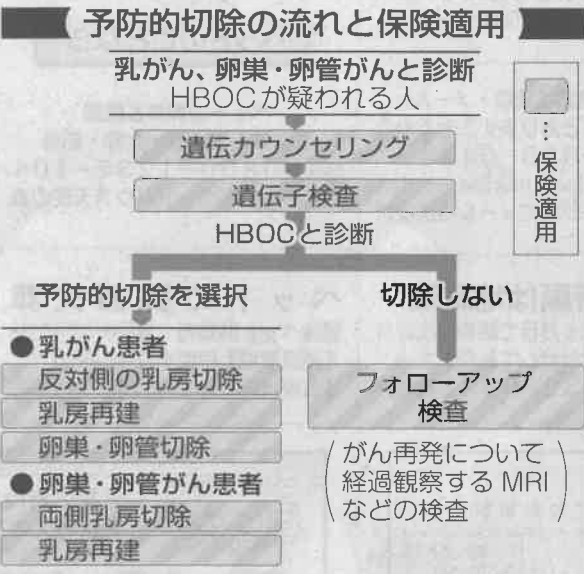 予防的切除の流れと保険適用
乳がん、卵巣・卵管がんと診断
HBOCが疑われる人
…保険適用
遺伝カウンセリング
遺伝子検査
HBOCと診断
予防的切除を選択
●乳がん患者
反対側の乳房切除
乳房再建
卵巣・卵管切除
●卵巣・卵管がん患者
両側乳房切除
乳房再建
切除しない
フォローアップ
検査
(がん再発について
経過観察するMRI
などの検査)